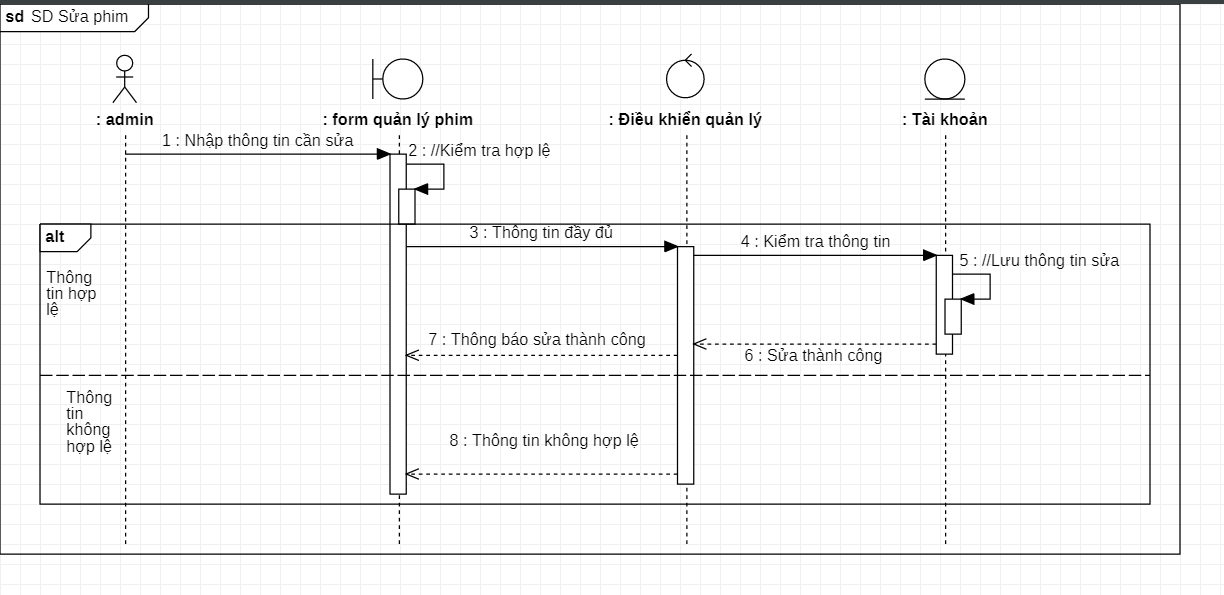 sd SD Sửa phim
: admin
: form quản lý phim
: Điều khiển quản lý
: Tài khoản
1 : Nhập thông tin cần sửa
2 : //Kiểm tra hợp lệ
alt
3 : Thông tin đầy đủ
4 : Kiểm tra thông tin
5 : //Lưu thông tin sửa
Thông
tin hợp
lệ
7 : Thông báo sửa thành công
6 : Sửa thành công
Thông
tin
không
hợp lệ
8 : Thông tin không hợp lệ